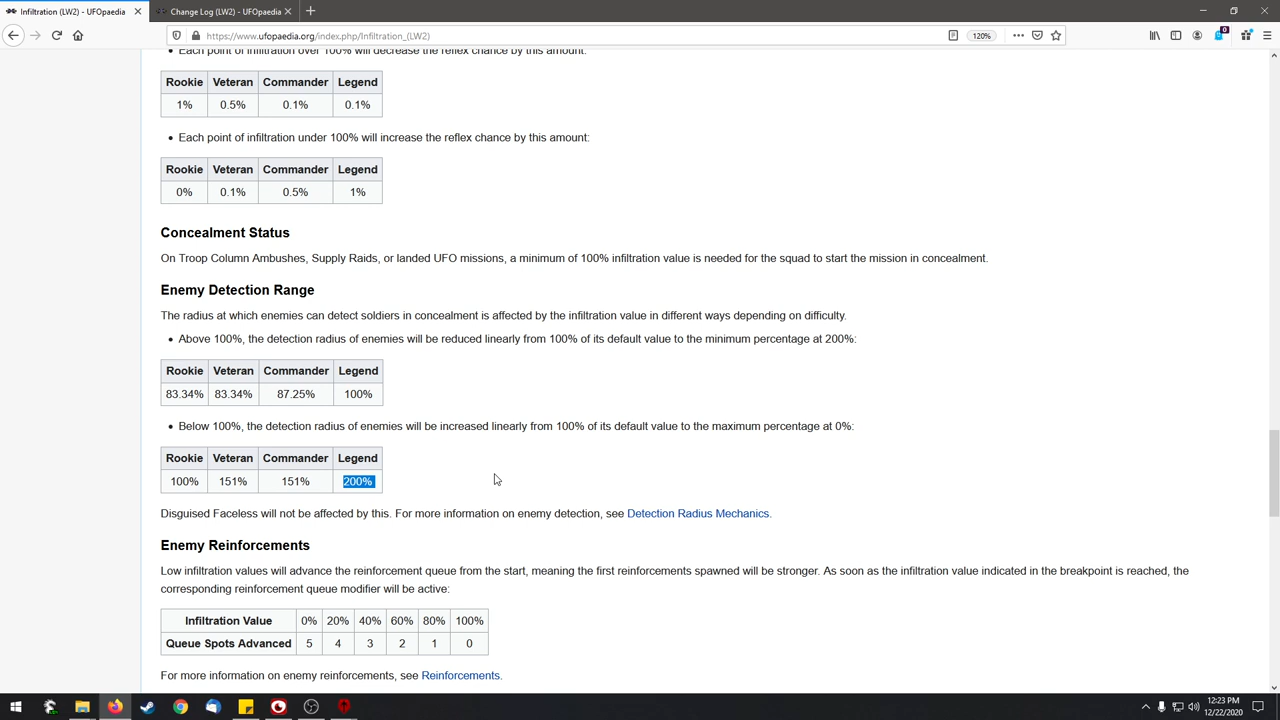 Infiltration (LW2) - UFOpaedia
Change Log (LW2) - UFOpaedia
https://www.ufopaedia.org/index.php/Infiltration_(LW2)
120%
• Each point of infiltration over 100% will decrease the reflex chance by this amount:
Rookie Veteran Commander Legend
1% 0.5% 0.1% 0.1%
• Each point of infiltration under 100% will increase the reflex chance by this amount:
Rookie Veteran Commander Legend
0% 0.1% 0.5% 1%
Concealment Status
On Troop Column Ambushes, Supply Raids, or landed UFO missions, a minimum of 100% infiltration value is needed for the squad to start the mission in concealment.
Enemy Detection Range
The radius at which enemies can detect soldiers in concealment is affected by the infiltration value in different ways depending on difficulty.
• Above 100%, the detection radius of enemies will be reduced linearly from 100% of its default value to the minimum percentage at 200%:
Rookie Veteran Commander Legend
83.34% 83.34% 87.25% 100%
• Below 100%, the detection radius of enemies will be increased linearly from 100% of its default value to the maximum percentage at 0%:
Rookie Veteran Commander Legend
100% 151% 151% 200%
Disguised Faceless will not be affected by this. For more information on enemy detection, see Detection Radius Mechanics.
Enemy Reinforcements
Low infiltration values will advance the reinforcement queue from the start, meaning the first reinforcements spawned will be stronger. As soon as the infiltration value indicated in the breakpoint is reached, the
corresponding reinforcement queue modifier will be active:
Infiltration Value 0% 20% 40% 60% 80% 100%
Queue Spots Advanced 5 4 3 2 1 0
For more information on enemy reinforcements, see Reinforcements.
12:23 PM
12/22/2020